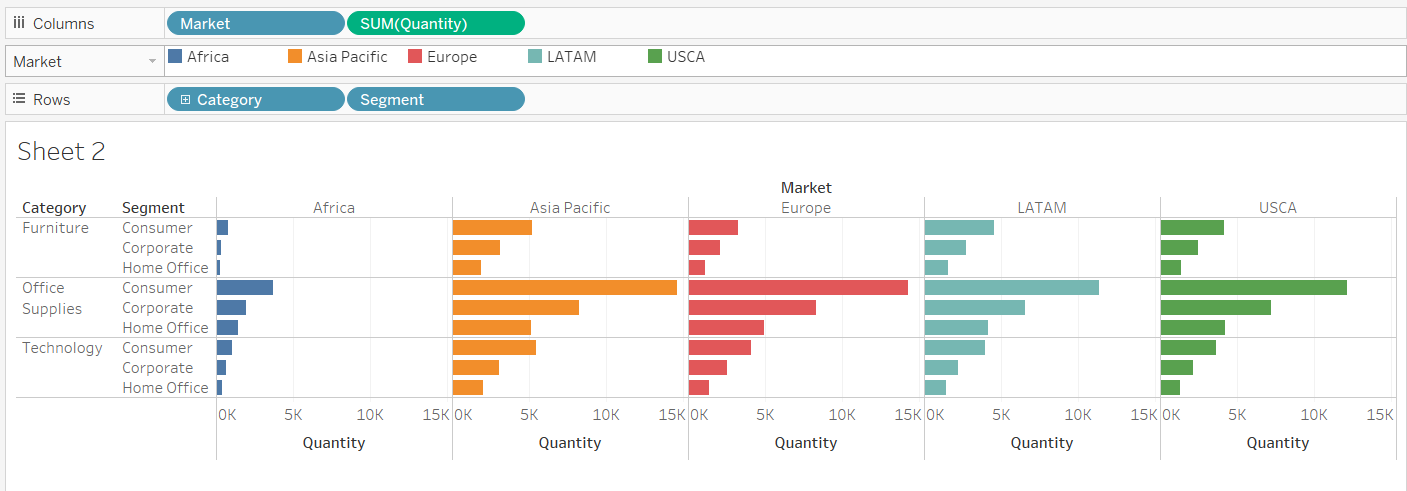 Columns Market SUM(Quantity)
Market Africa Asia Pacific Europe LATAM USCA
Rows Category Segment
Sheet 2
Market
Category Segment Africa Asia Pacific Europe LATAM USCA
Furniture Consumer
Corporate
Home Office
Office Consumer
Supplies Corporate
Home Office
Technology Consumer
Corporate
Home Office
0K 5K 10K 15K 0K 5K 10K 15K 0K 5K 10K 15K 0K 5K 10K 15K 0K 5K 10K 15K
Quantity Quantity Quantity Quantity Quantity